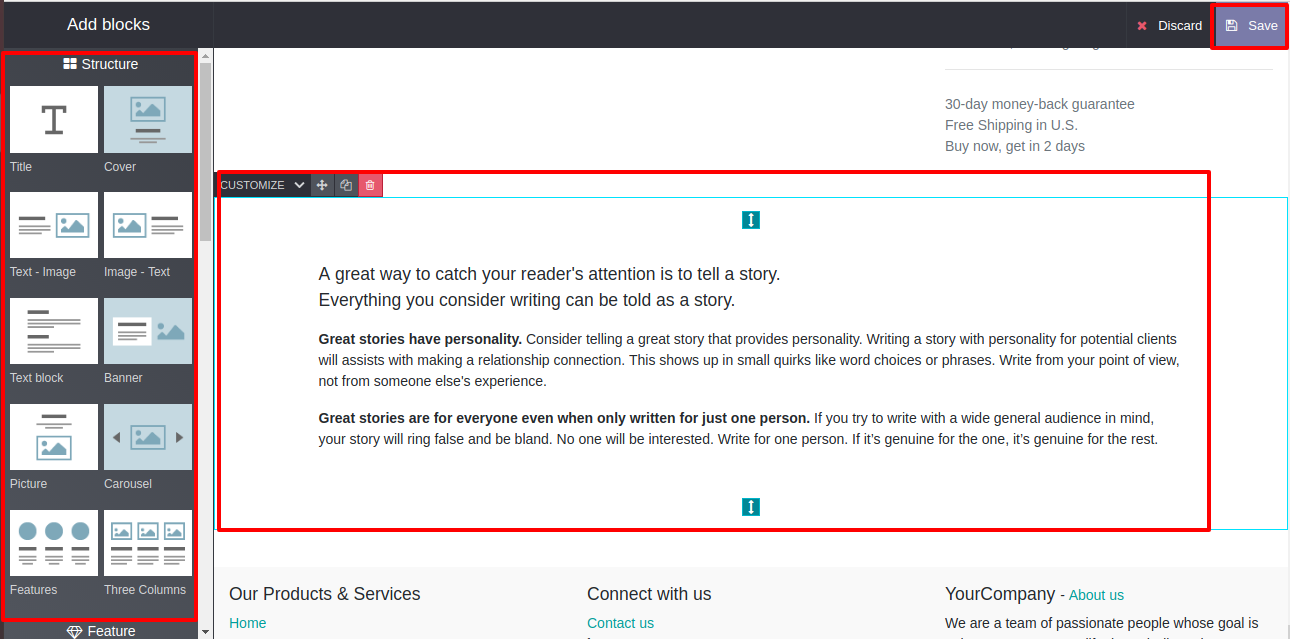 Add blocks
Discard
Save
Structure
Title
Cover
Text - Image
Image - Text
Text block
Banner
Picture
Carousel
Features
Three Columns
Feature
30-day money-back guarantee
Free Shipping in U.S.
Buy now, get in 2 days
CUSTOMIZE
A great way to catch your reader's attention is to tell a story.
Everything you consider writing can be told as a story.
Great stories have personality. Consider telling a great story that provides personality. Writing a story with personality for potential clients
will assists with making a relationship connection. This shows up in small quirks like word choices or phrases. Write from your point of view,
not from someone else's experience.
Great stories are for everyone even when only written for just one person. If you try to write with a wide general audience in mind,
your story will ring false and be bland. No one will be interested. Write for one person. If it’s genuine for the one, it’s genuine for the rest.
Our Products & Services
Home
Connect with us
Contact us
YourCompany - About us
We are a team of passionate people whose goal is